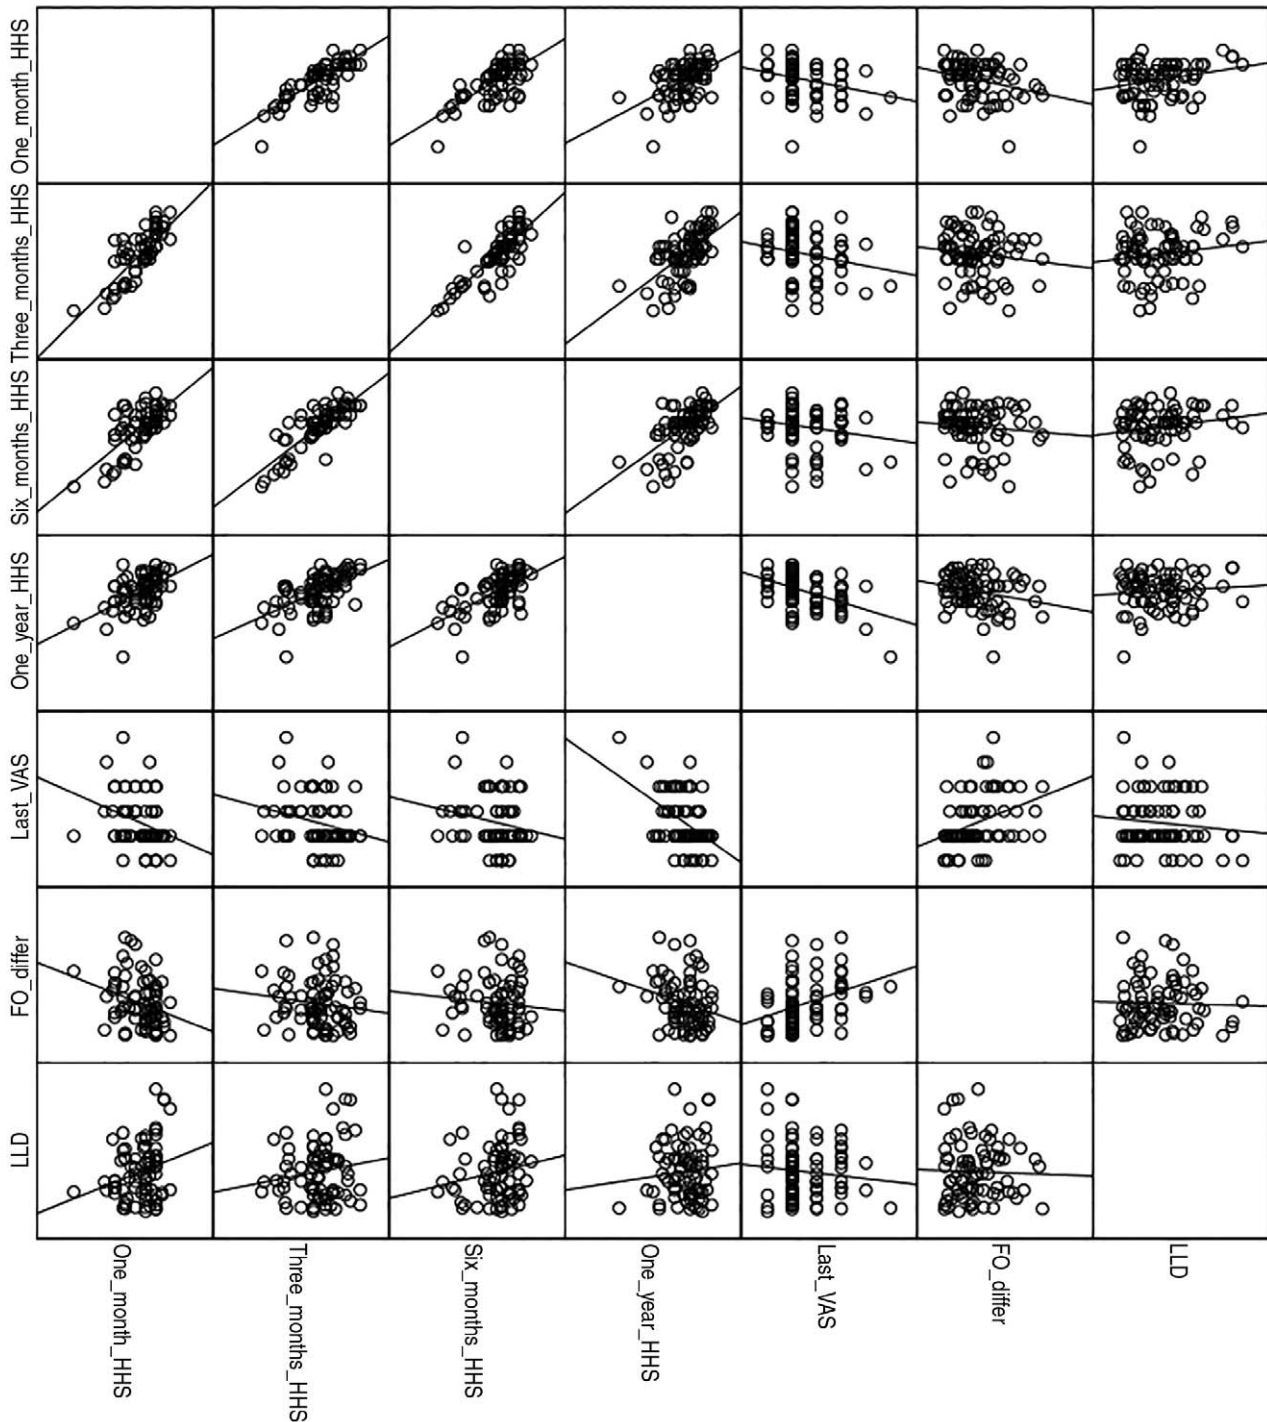 One_month_HHS
Three_months_HHS
Six_months_HHS
One_year_HHS
Last_VAS
FO_differ
LLD
One_month_HHS
Three_months_HHS
Six_months_HHS
One_year_HHS
Last_VAS
FO_differ
LLD